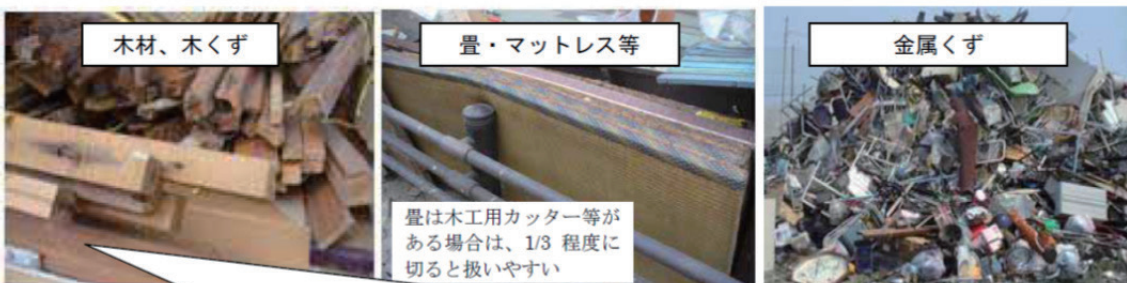 木材、木くず
畳・マットレス等
金属くず
畳は木工用カッター等が
ある場合は、1/3 程度に
切ると扱いやすい